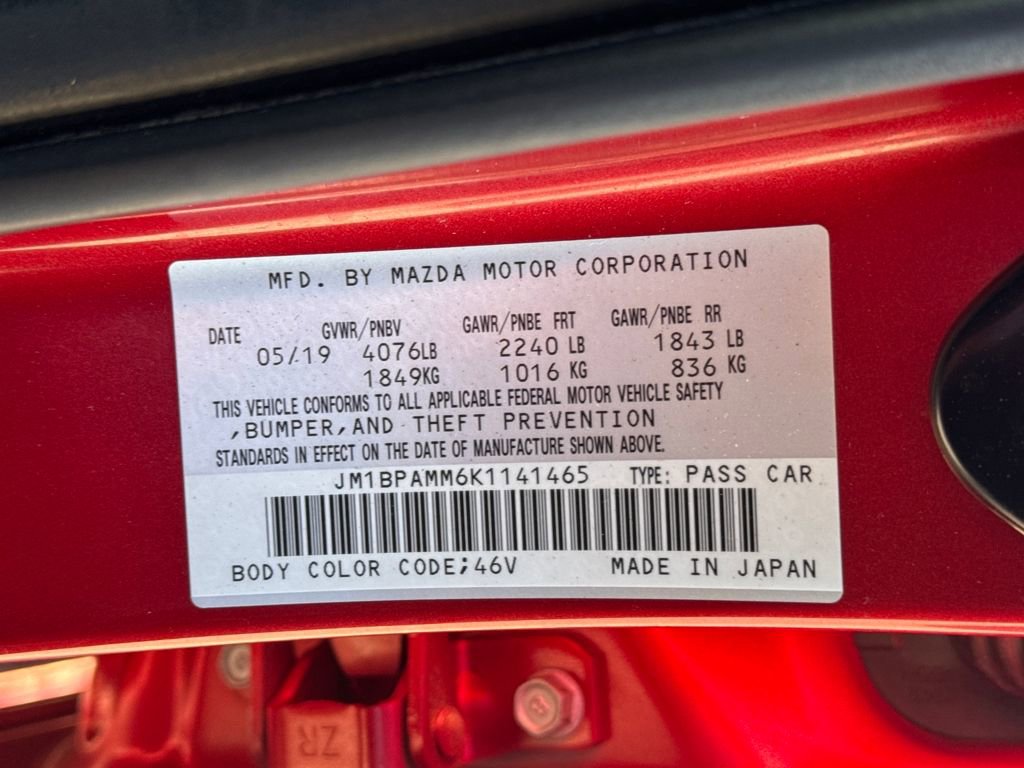 MFD. BY MAZDA MOTOR CORPORATION
DATE GVWR/PNBV GAWR/PNBE FRT GAWR/PNBE RR
05/19 4076LB 2240 LB 1843 LB
1849KG 1016 KG 836 KG
THIS VEHICLE CONFORMS TO ALL APPLICABLE FEDERAL MOTOR VEHICLE SAFETY
,BUMPER,AND THEFT PREVENTION
STANDARDS IN EFFECT ON THE DATE OF MANUFACTURE SHOWN ABOVE.
JM1BPAMM6K1141465 TYPE: PASS CAR
BODY COLOR CODE;46V MADE IN JAPAN
ZR